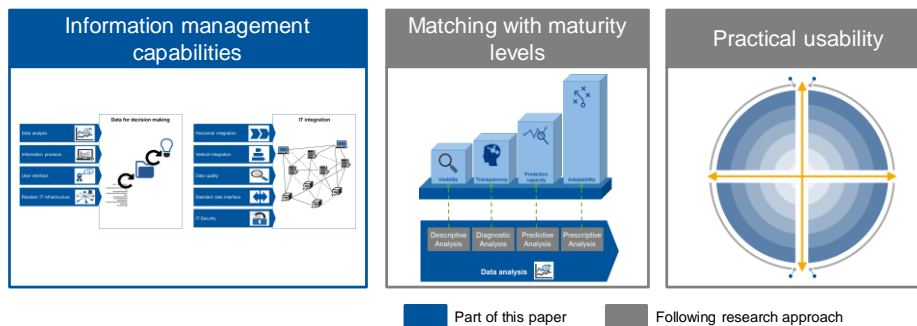 Information management
capabilities
Matching with maturity
levels
Practical usability
Data for decision making
Data analysis
Information provision
User interface
Resilient IT Infrastructure
IT integration
Horizontal integration
Vertical integration
Data quality
Standard data interface
IT-Security
Visibility
Transparency
Predictive
capacity
Adaptability
Descriptive
Analysis
Diagnostic
Analysis
Predictive
Analysis
Prescriptive
Analysis
Data analysis
Part of this paper
Following research approach